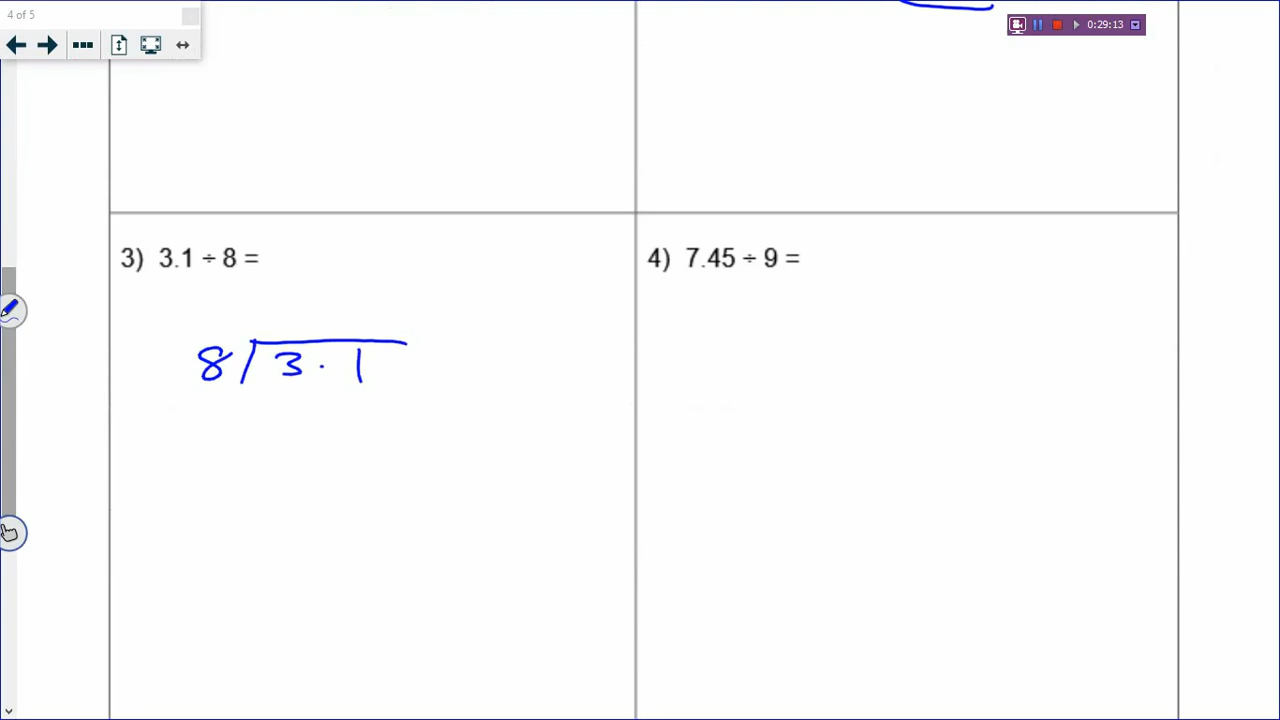 4 of 5
0:29:13
3) 3.1 ÷ 8 =
4) 7.45 ÷ 9 =
8 3.1